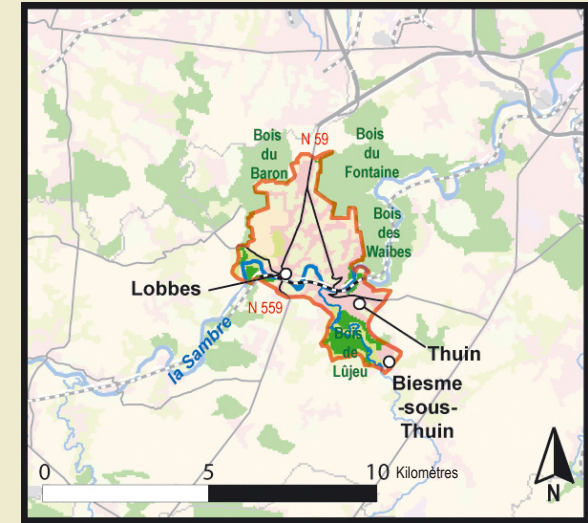 Bois
du
Baron
N 59
Bois
du
Fontaine
Bois
des
Waibes
Lobbes
N 559
la Sambre
Bois
de
Lûjeu
Thuin
Biesme
-sous-
Thuin
0
5
10 Kilomètres
N